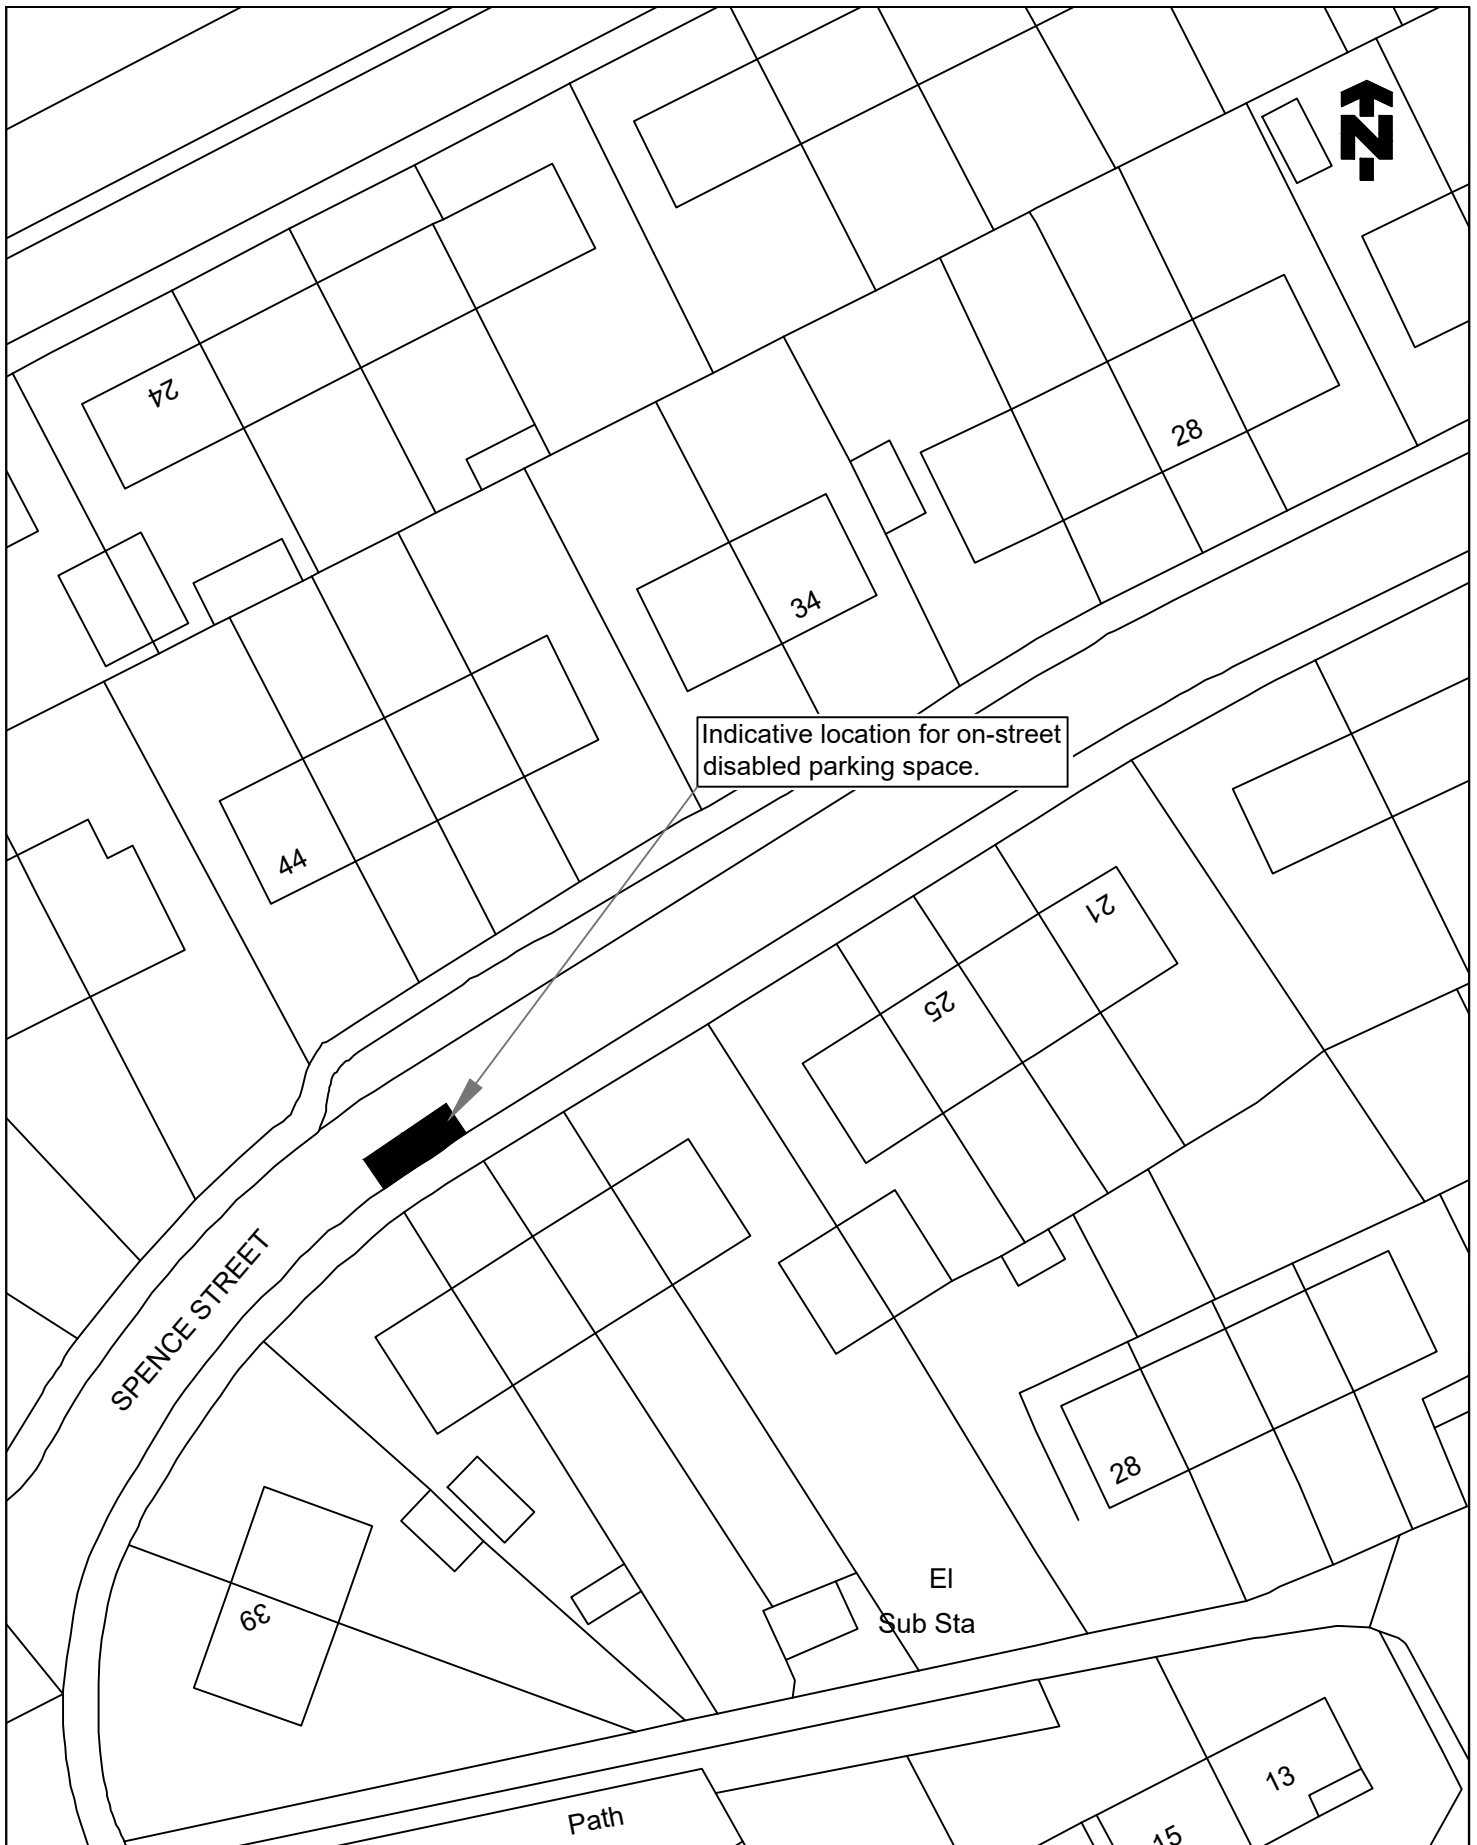 N
24
28
34
Indicative location for on-street
disabled parking space.
44
21
25
SPENCE STREET
28
El
Sub Sta
39
13
15
Path